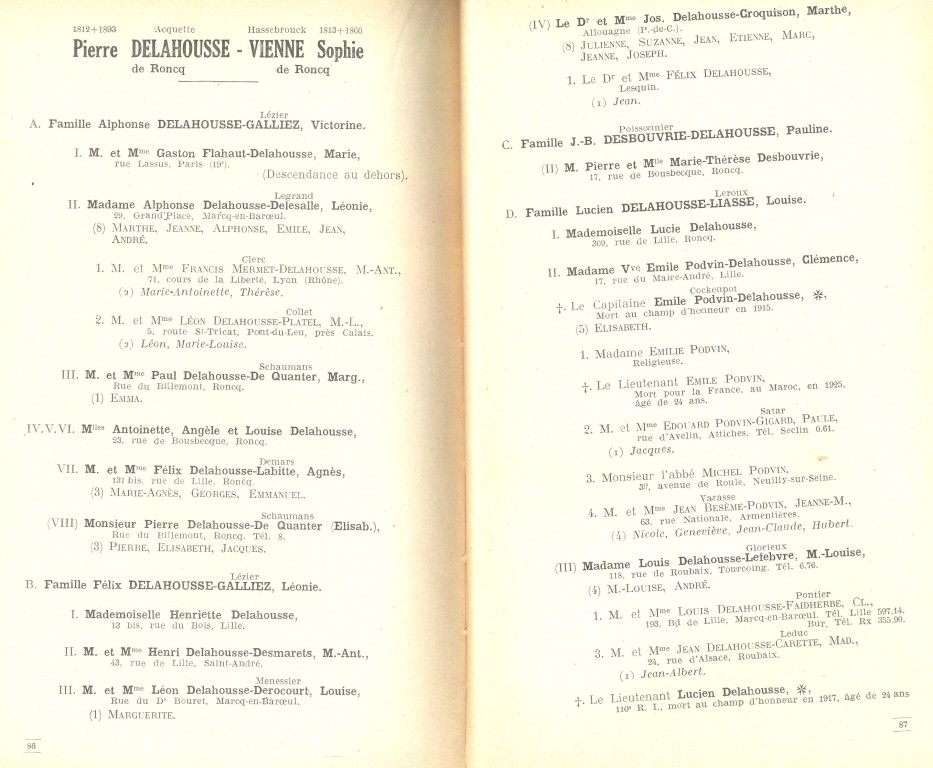 1812+1893 Acquette Hassebrouck 1813+1860
Pierre DELAHOUSSE - VIENNE Sophie
de Roncq de Roncq
Lézier
A. Famille Alphonse DELAHOUSSE-GALLIEZ, Victorine.
I. M. et Mme Gaston Flahaut-Delahousse, Marie,
rue Lassus, Paris (19e).
(Descendance au dehors).
Legrand
II. Madame Alphonse Delahousse-Delesalle, Léonie,
29, Grand'Place, Marcq-en-Barœul.
(8) MARTHE, JEANNE, ALPHONSE, EMILE, JEAN,
ANDRÉ.
Clerc
1. M. et Mme FRANCIS MERMET-DELAHOUSSE, M.-ANT.,
71, cours de la Liberté, Lyon (Rhône).
(2) Marie-Antoinette, Thérèse.
Collet
2. M. et Mme LÉON DELAHOUSSE-PLATEL, M.-L.,
5, route St-Tricat, Pont-du-Leu, près Calais.
(2) Léon, Marie-Louise.
Schaumans
III. M. et Mme Paul Delahousse-De Quanter, Marg.,
Rue du Billemont, Roncq.
(1) EMMA.
IV.V.VI. Mlles Antoinette, Angèle et Louise Delahousse,
23, rue de Bousbecque, Roncq.
Demars
VII. M. et Mme Félix Delahousse-Labitte, Agnès,
131 bis, rue de Lille, Roncq.
(3) MARIE-AGNÈS, GEORGES, EMMANUEL.
Schaumans
(VIII) Monsieur Pierre Delahousse-De Quanter (Elisab.),
Rue du Billemont, Roncq. Tél. 8.
(3) PIERRE, ELISABETH, JACQUES.
Lézier
B. Famille Félix DELAHOUSSE-GALLIEZ, Léonie.
I. Mademoiselle Henriette Delahousse,
13 bis, rue du Bois, Lille.
II. M. et Mme Henri Delahousse-Desmarets, M.-Ant.,
43, rue de Lille, Saint-André.
Menessier
III. M. et Mme Léon Delahousse-Derocourt, Louise,
Rue du Dr Bouret, Marcq-en-Barœul.
(1) MARGUERITE.
86
(IV) Le Dr et Mme Jos. Delahousse-Croquison, Marthe,
Allouagne (P.-de-C.).
(8) JULIENNE, SUZANNE, JEAN, ETIENNE, MARC,
JEANNE, JOSEPH.
1. Le Dr et Mme FÉLIX DELAHOUSSE,
Lesquin.
(1) Jean.
Poissonnier
C. Famille J.-B. DESBOUVRIE-DELAHOUSSE, Pauline.
(II) M. Pierre et Mlle Marie-Thérèse Desbouvrie,
17, rue de Bousbecque, Roncq.
Leroux
D. Famille Lucien DELAHOUSSE-LIASSE, Louise.
I. Mademoiselle Lucie Delahousse,
309, rue de Lille, Roncq.
II. Madame Vve Emile Podvin-Delahousse, Clémence,
17, rue du Maire-André, Lille.
Cockenpot
†. Le Capitaine Emile Podvin-Delahousse, ✻,
Mort au champ d'honneur en 1915.
(5) ELISABETH.
1. Madame EMILIE PODVIN,
Religieuse.
†. Le Lieutenant EMILE PODVIN,
Mort pour la France, au Maroc, en 1925,
âgé de 24 ans.
Satar
2. M. et Mme EDOUARD PODVIN-GIGARD, PAULE,
rue d'Avelin, Attiches. Tél. Seclin 0.61.
(1) Jacques.
3. Monsieur l'abbé MICHEL PODVIN,
39, avenue de Roule, Neuilly-sur-Seine.
Varasse
4. M. et Mme JEAN BESÈME-PODVIN, JEANNE-M.,
63, rue Nationale, Armentières.
(4) Nicole, Geneviève, Jean-Claude, Hubert.
Glorieux
(III) Madame Louis Delahousse-Lefebvre, M.-Louise,
118, rue de Roubaix, Tourcoing. Tél. 6.76.
(4) M.-LOUISE, ANDRÉ.
Pontier
1. M. et Mme LOUIS DELAHOUSSE-FAIDHERBE, CL.,
193, Bd de Lille, Marcq-en-Barœul. Tél. Lille 597.14.
Bur. Tél. Rx 355.90.
Leduc
3. M. et Mme JEAN DELAHOUSSE-CARETTE, MAD.,
24, rue d'Alsace, Roubaix.
(1) Jean-Albert.
†. Le Lieutenant Lucien Delahousse, ✻,
110e R. I., mort au champ d'honneur en 1917, âgé de 24 ans
87